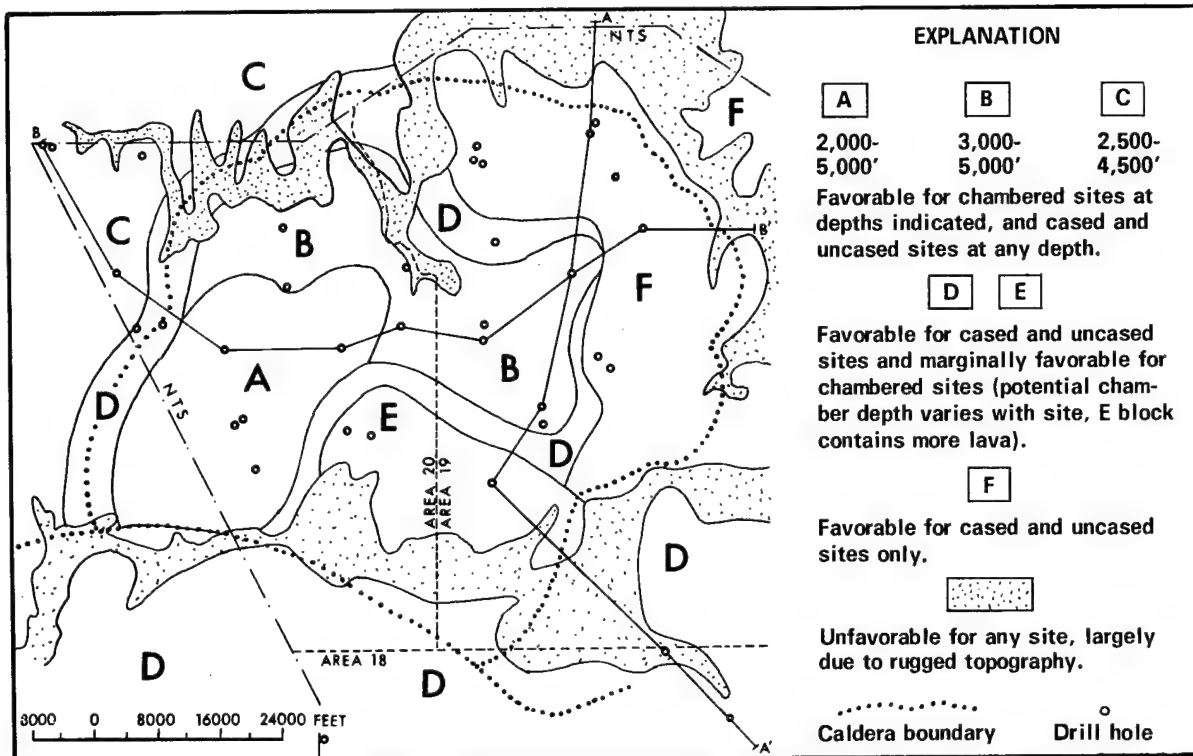 A
NTS
C
F
B
C
D
B
B'
F
A
B
D
NTS
E
D
AREA 20
AREA 19
D
D
AREA 18
D
8000 0 8000 16000 24000 FEET
A'
EXPLANATION
A B C
2,000- 3,000- 2,500-
5,000' 5,000' 4,500'
Favorable for chambered sites at
depths indicated, and cased and
uncased sites at any depth.
D E
Favorable for cased and uncased
sites and marginally favorable for
chambered sites (potential cham-
ber depth varies with site, E block
contains more lava).
F
Favorable for cased and uncased
sites only.
Unfavorable for any site, largely
due to rugged topography.
Caldera boundary Drill hole